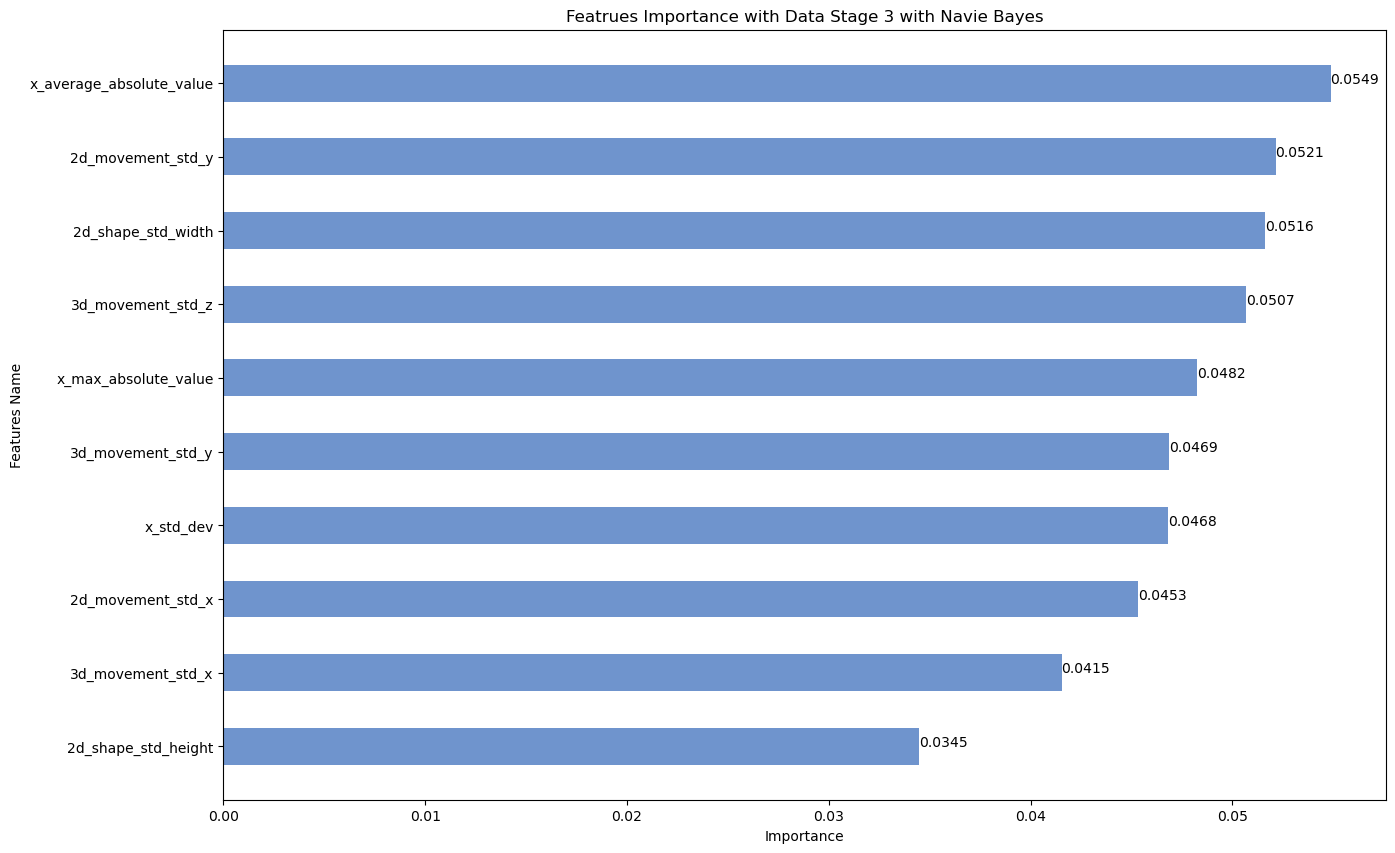 Featrues Importance with Data Stage 3 with Navie Bayes
x_average_absolute_value 0.0549
2d_movement_std_y 0.0521
2d_shape_std_width 0.0516
3d_movement_std_z 0.0507
x_max_absolute_value 0.0482
3d_movement_std_y 0.0469
x_std_dev 0.0468
2d_movement_std_x 0.0453
3d_movement_std_x 0.0415
2d_shape_std_height 0.0345
Features Name
0.00 0.01 0.02 0.03 0.04 0.05
Importance